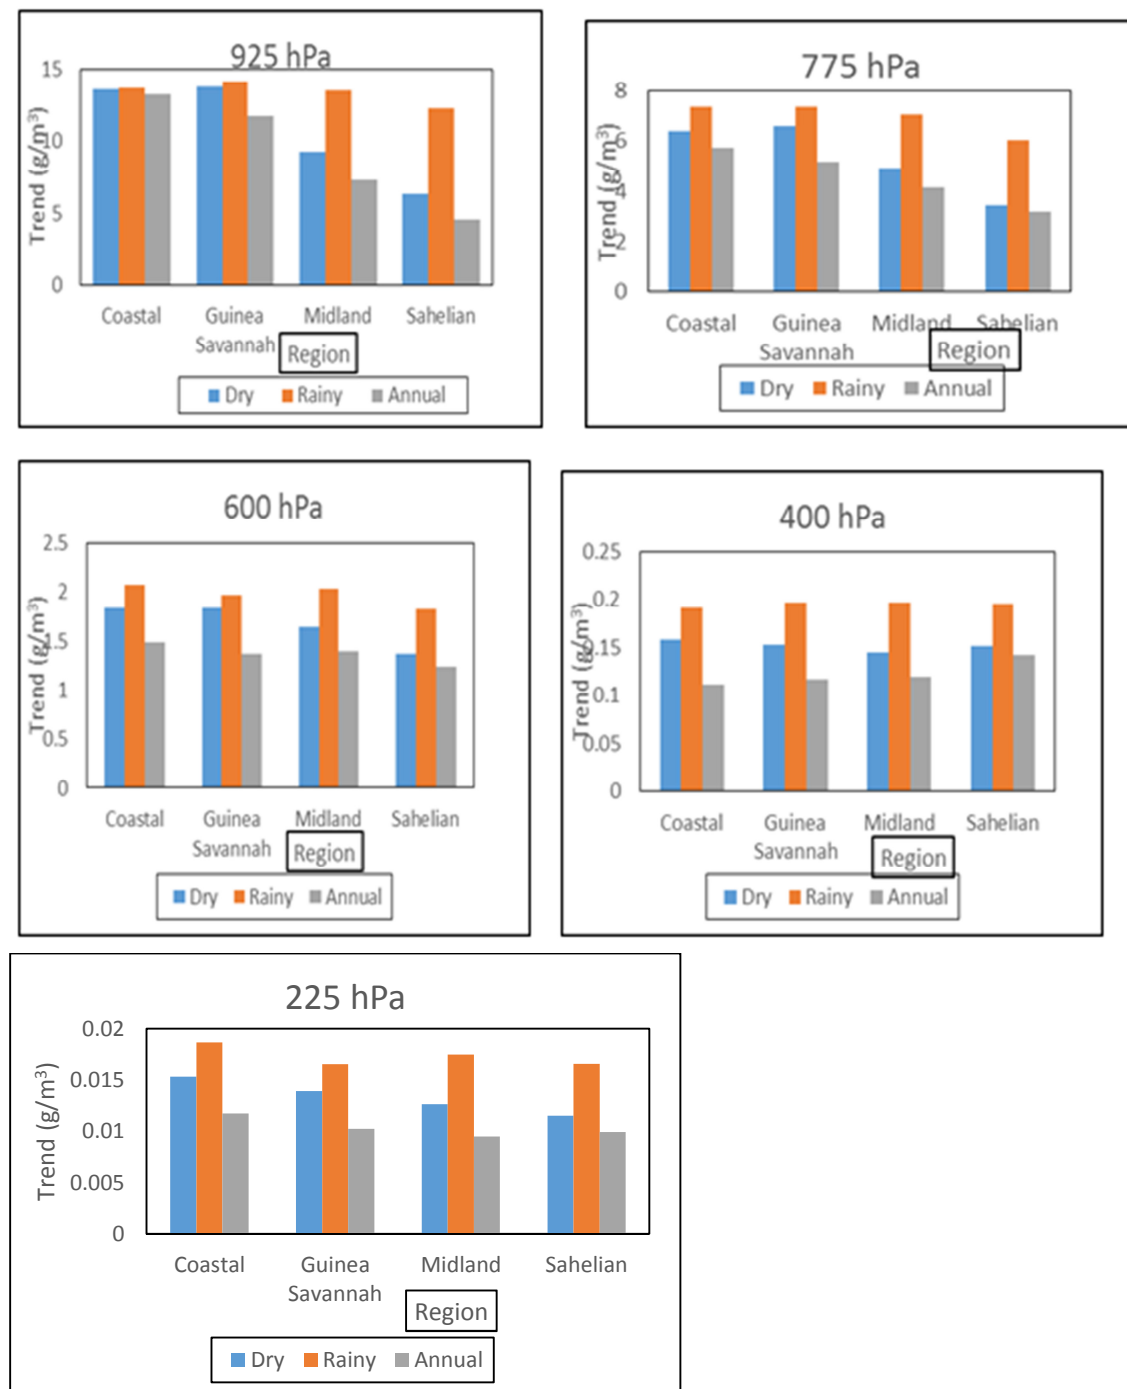 925 hPa
Trend (g/m³)
15
10
5
0
Coastal Guinea Savannah Midland Sahelian
Region
Dry Rainy Annual
775 hPa
Trend (g/m³)
8
6
4
2
0
Coastal Guinea Savannah Midland Sahelian
Region
Dry Rainy Annual
600 hPa
Trend (g/m³)
2.5
2
1.5
1
0.5
0
Coastal Guinea Savannah Midland Sahelian
Region
Dry Rainy Annual
400 hPa
Trend (g/m³)
0.25
0.2
0.15
0.1
0.05
0
Coastal Guinea Savannah Midland Sahelian
Region
Dry Rainy Annual
225 hPa
Trend (g/m³)
0.02
0.015
0.01
0.005
0
Coastal Guinea Savannah Midland Sahelian
Region
Dry Rainy Annual